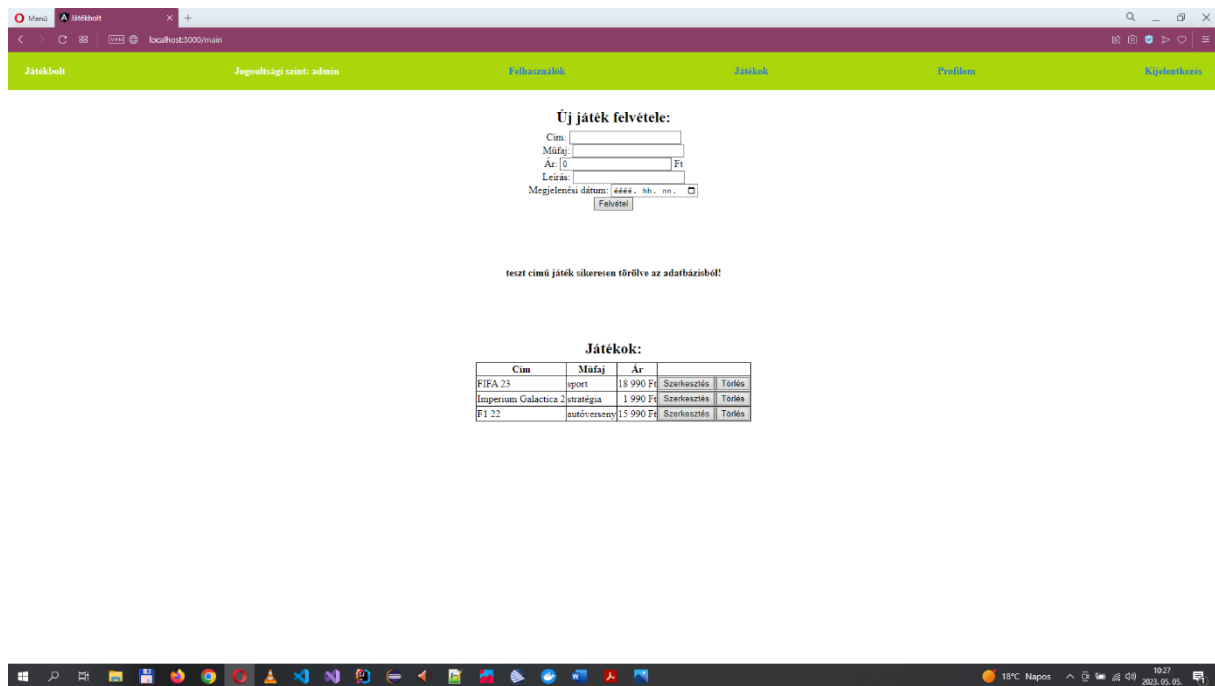 Menü Játékbolt
VPN localhost:3000/main
Játékbolt Jogoultsági szint: admin Felhasználók Játékok Profilom Kijelentkezés
Új játék felvétele:
Cím:
Műfaj:
Ár: 0 Ft
Leírás:
Megjelenési dátum: éééé. hh. nn.
Felvétel
teszt című játék sikeresen törölve az adatbázisból!
Játékok:
Cím Műfaj Ár
FIFA 23 sport 18 990 Ft Szerkesztés Törlés
Imperium Galactica 2 stratégia 1 990 Ft Szerkesztés Törlés
F1 22 autóverseny 15 990 Ft Szerkesztés Törlés
18°C Napos 10:27
2023. 05. 05.